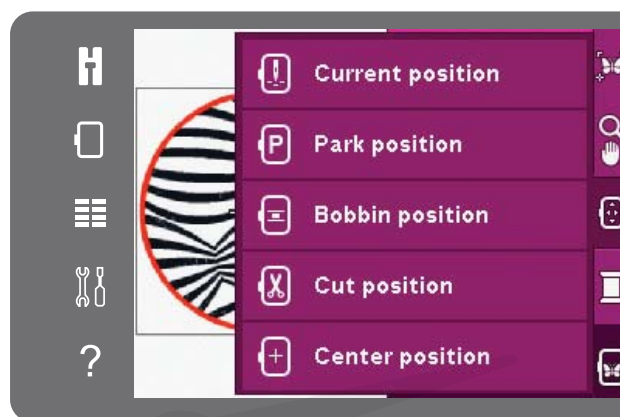 Current position
P Park position
Bobbin position
Cut position
Center position
?